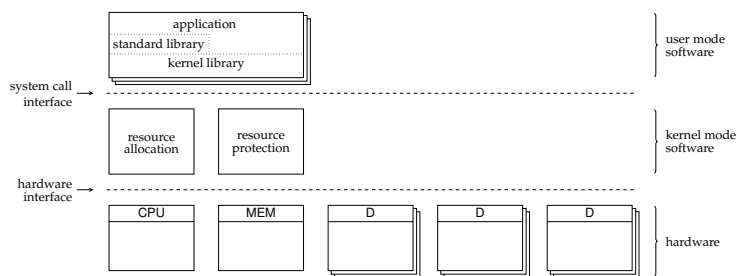 application
standard library
kernel library
user mode
software
system call
interface
resource
allocation
resource
protection
kernel mode
software
hardware
interface
CPU
MEM
D
D
D
hardware